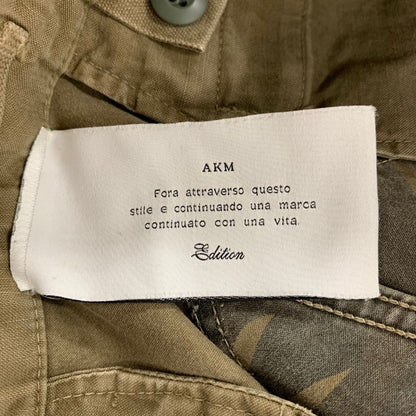 AKM
Fora attraverso questo
stile e continuando una marca
continuato con una vita.
Edition